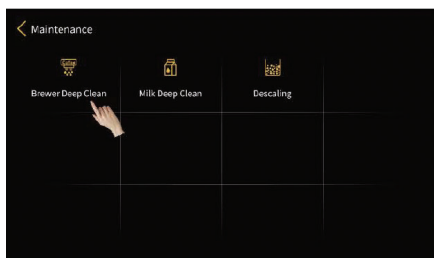 Maintenance
Brewer Deep Clean
Milk Deep Clean
Descaling